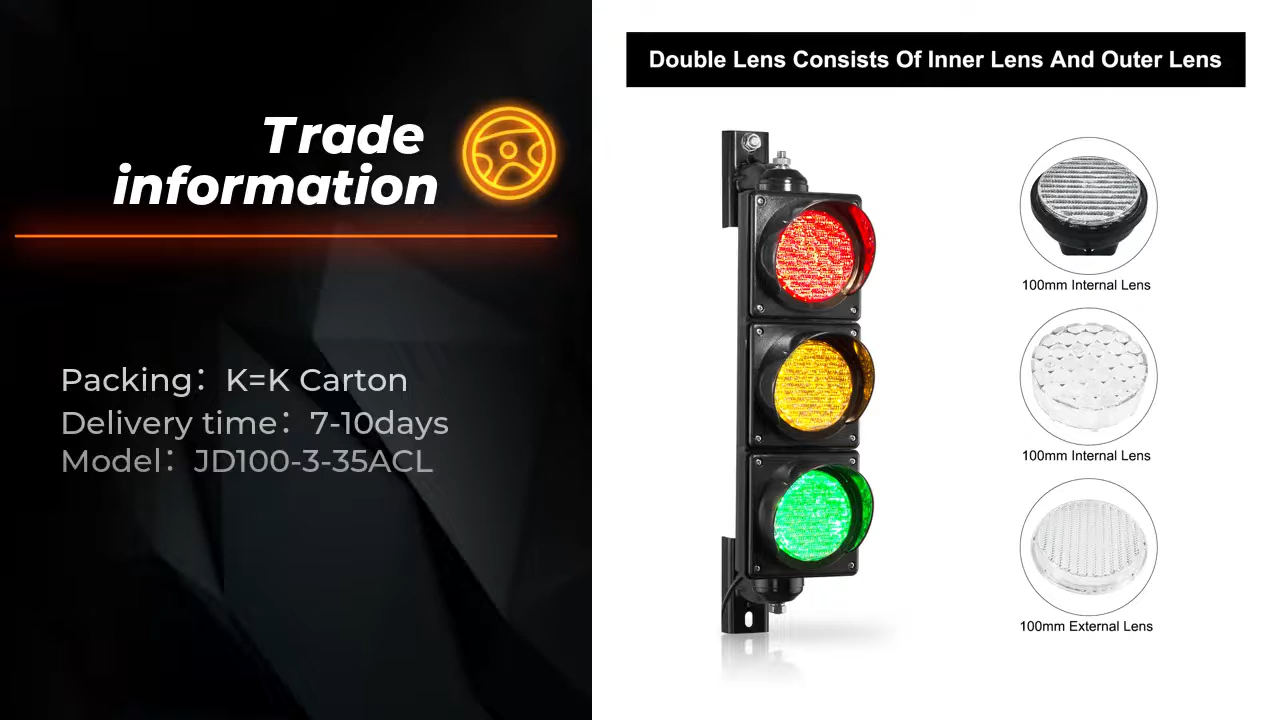 Trade
information
Packing：K=K Carton
Delivery time：7-10days
Model：JD100-3-35ACL
Double Lens Consists Of Inner Lens And Outer Lens
100mm Internal Lens
100mm Internal Lens
100mm External Lens